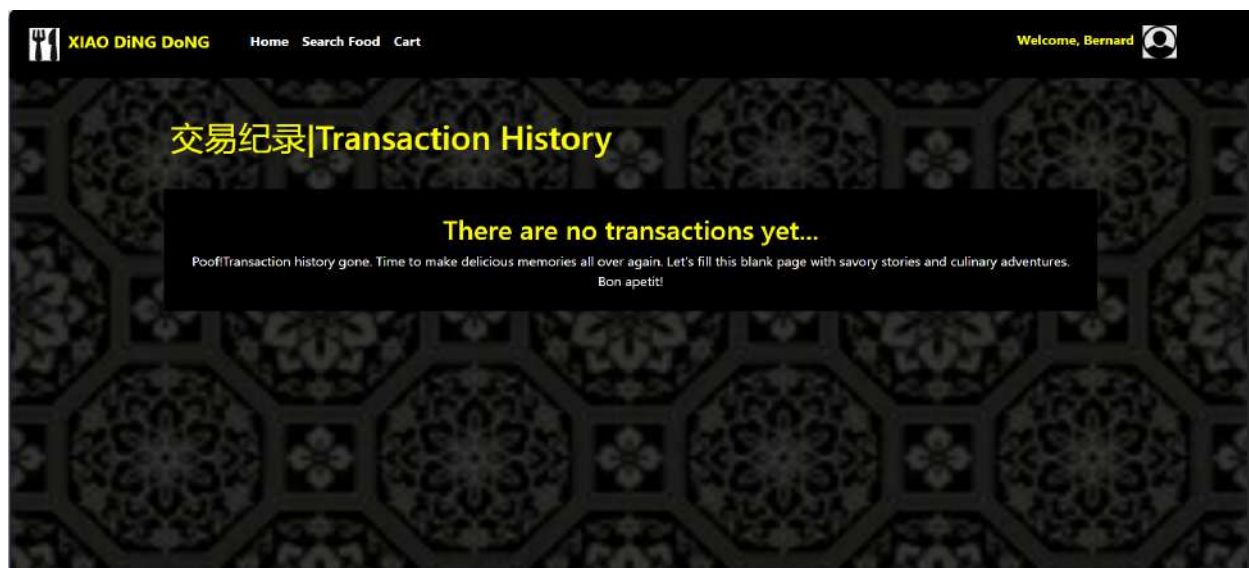 XIAO DiNG DoNG Home Search Food Cart Welcome, Bernard
交易纪录|Transaction History
There are no transactions yet...
Poof!Transaction history gone. Time to make delicious memories all over again. Let's fill this blank page with savory stories and culinary adventures.
Bon apetit!